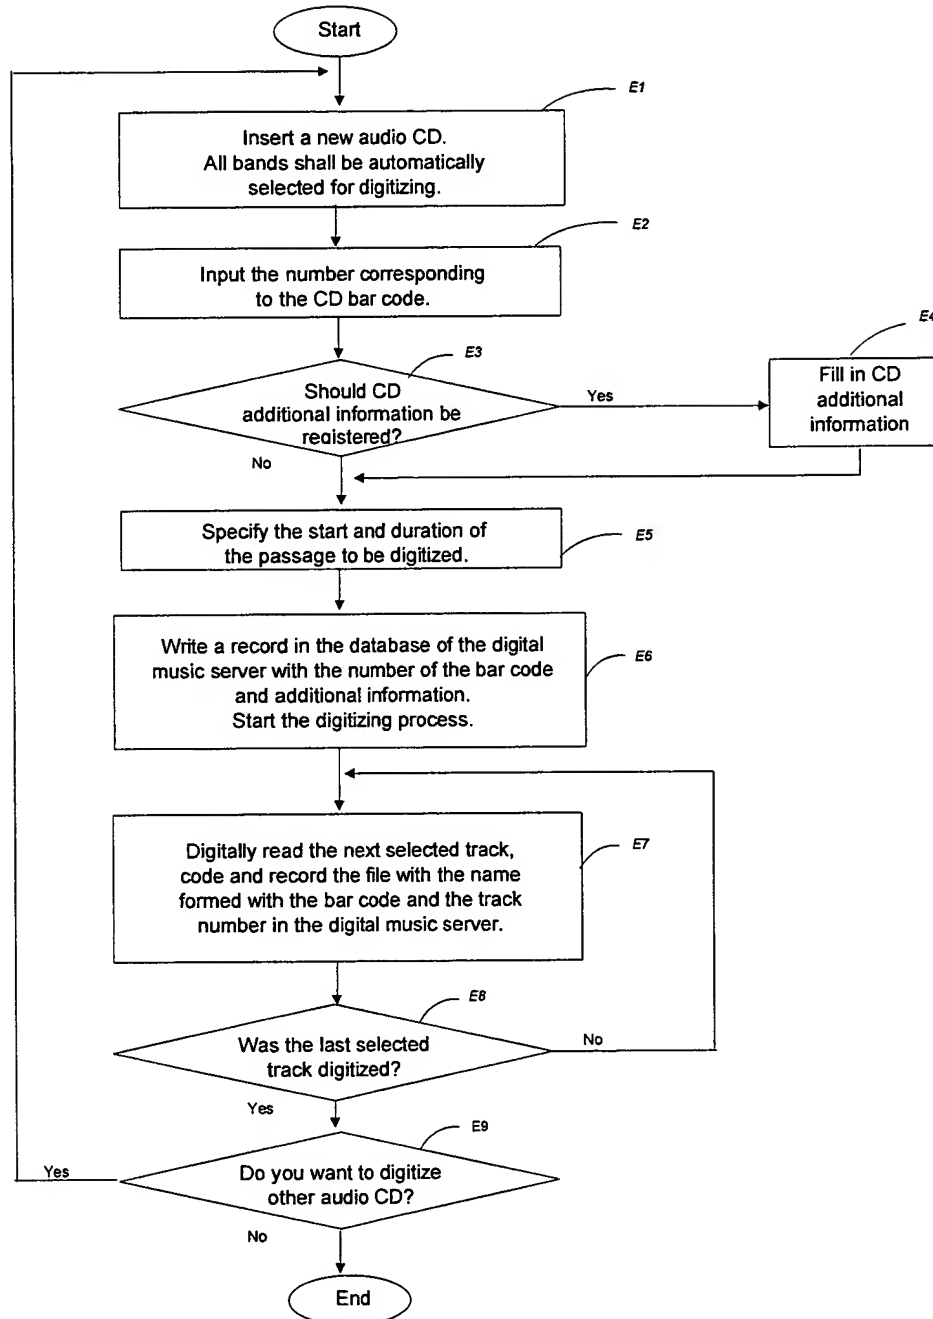 Start
E1
Insert a new audio CD.
All bands shall be automatically
selected for digitizing.
E2
Input the number corresponding
to the CD bar code.
E3
Should CD
additional information be
registered?
Yes
E4
Fill in CD
additional
information
No
Specify the start and duration of
the passage to be digitized.
E5
Write a record in the database of the digital
music server with the number of the bar code
and additional information.
Start the digitizing process.
E6
Digitally read the next selected track,
code and record the file with the name
formed with the bar code and the track
number in the digital music server.
E7
E8
Was the last selected
track digitized?
No
Yes
E9
Do you want to digitize
other audio CD?
Yes
No
End